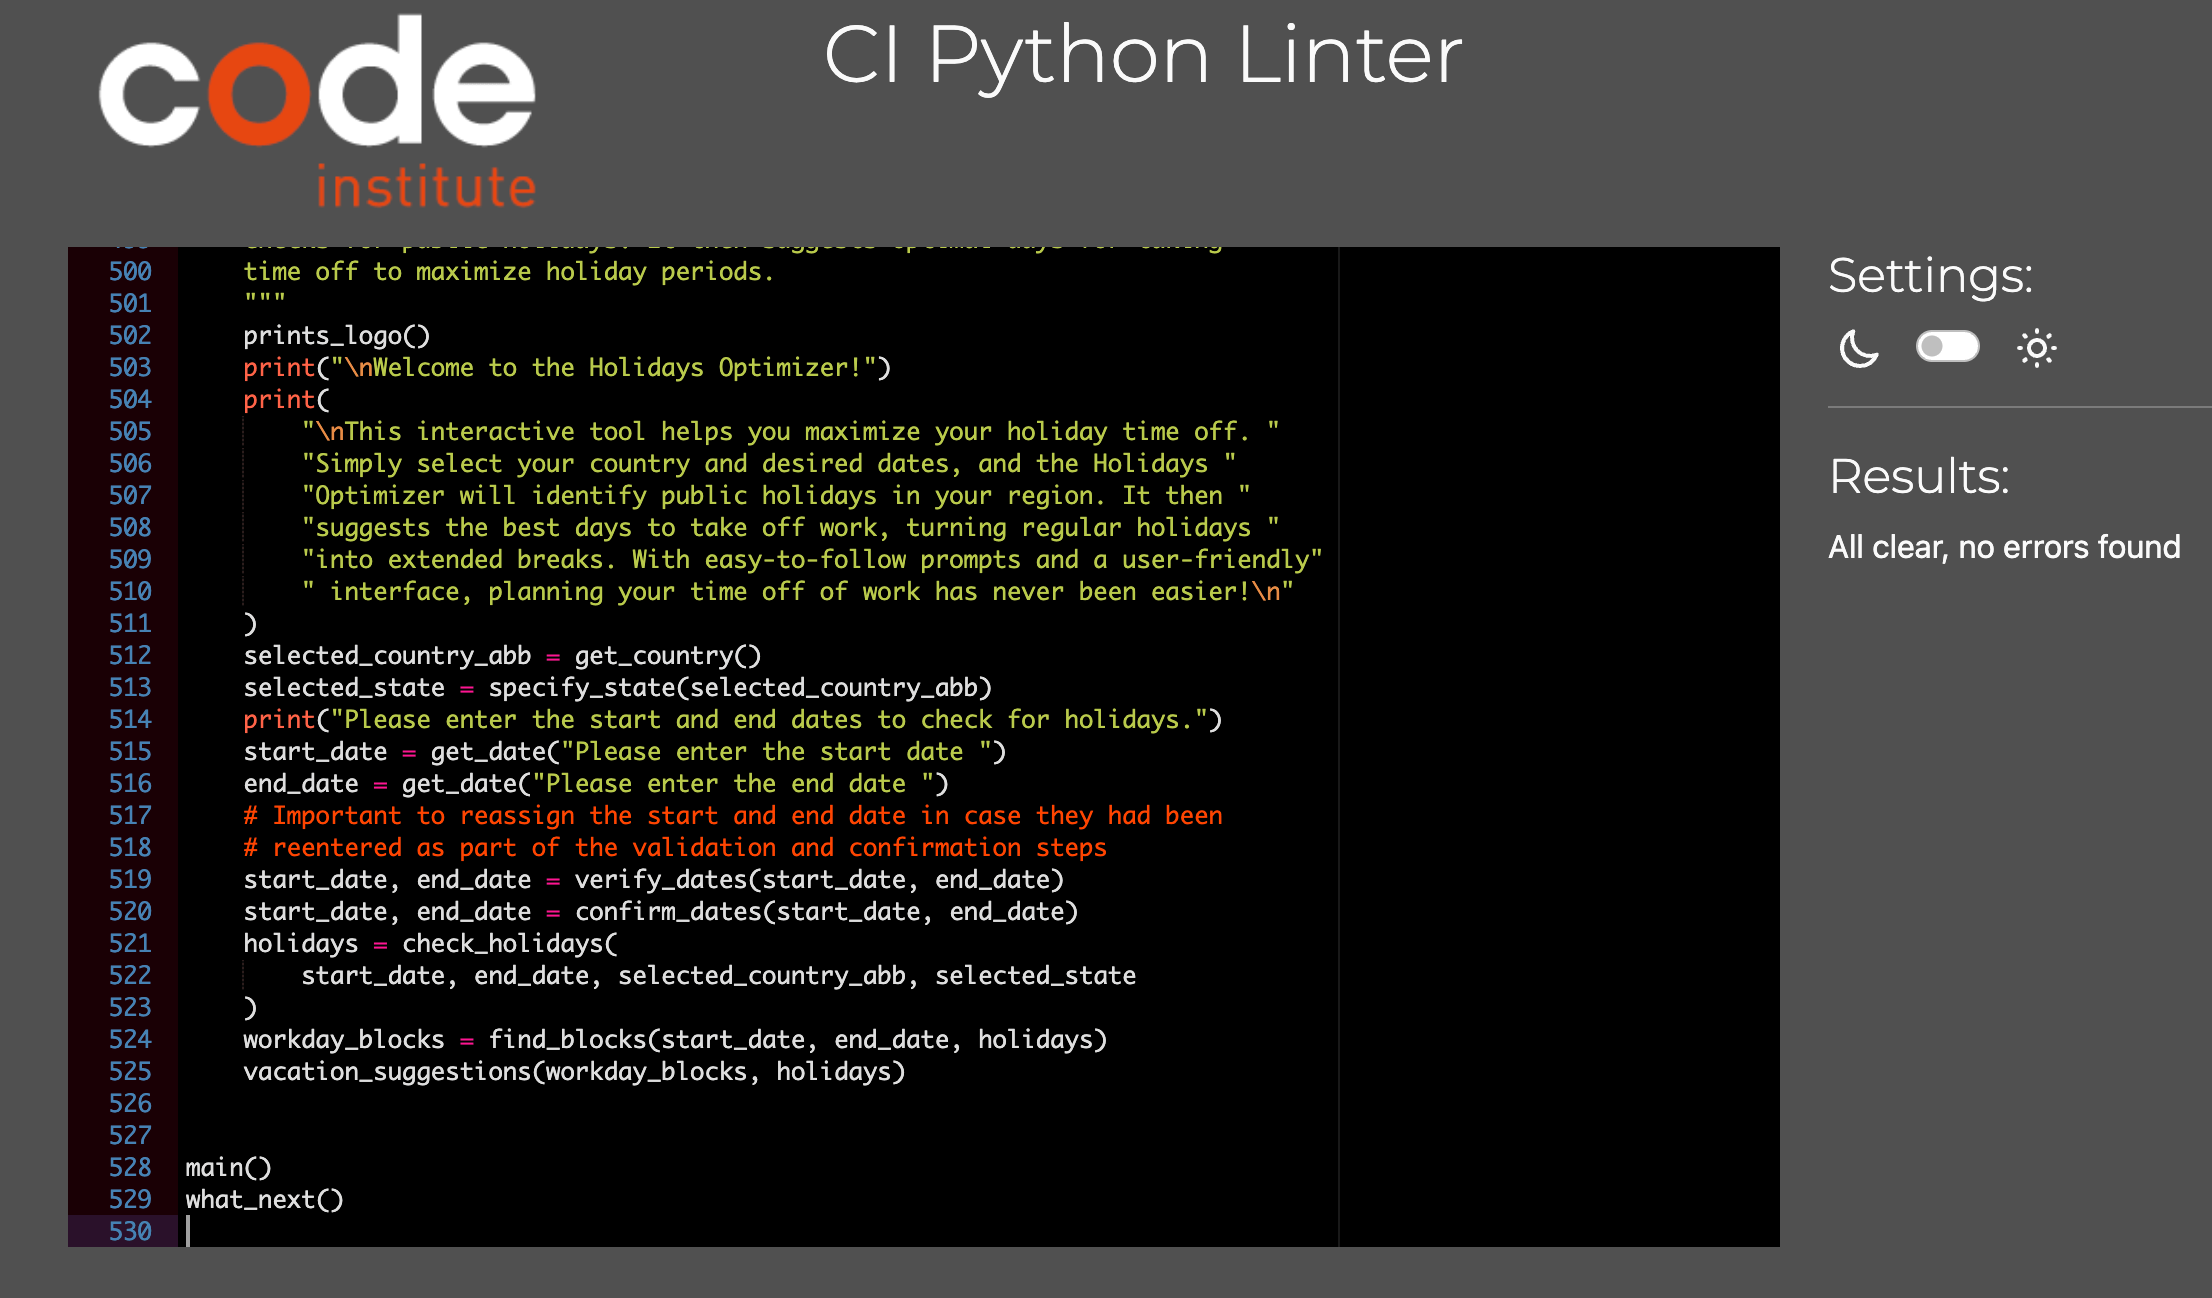 code
institute
CI Python Linter
500 time off to maximize holiday periods.
501 """
502 prints_logo()
503 print("\nWelcome to the Holidays Optimizer!")
504 print(
505 "\nThis interactive tool helps you maximize your holiday time off. "
506 "Simply select your country and desired dates, and the Holidays "
507 "Optimizer will identify public holidays in your region. It then "
508 "suggests the best days to take off work, turning regular holidays "
509 "into extended breaks. With easy-to-follow prompts and a user-friendly"
510 " interface, planning your time off of work has never been easier!\n"
511 )
512 selected_country_abb = get_country()
513 selected_state = specify_state(selected_country_abb)
514 print("Please enter the start and end dates to check for holidays.")
515 start_date = get_date("Please enter the start date ")
516 end_date = get_date("Please enter the end date ")
517 # Important to reassign the start and end date in case they had been
518 # reentered as part of the validation and confirmation steps
519 start_date, end_date = verify_dates(start_date, end_date)
520 start_date, end_date = confirm_dates(start_date, end_date)
521 holidays = check_holidays(
522 start_date, end_date, selected_country_abb, selected_state
523 )
524 workday_blocks = find_blocks(start_date, end_date, holidays)
525 vacation_suggestions(workday_blocks, holidays)
526
527
528 main()
529 what_next()
530
Settings:
Results:
All clear, no errors found